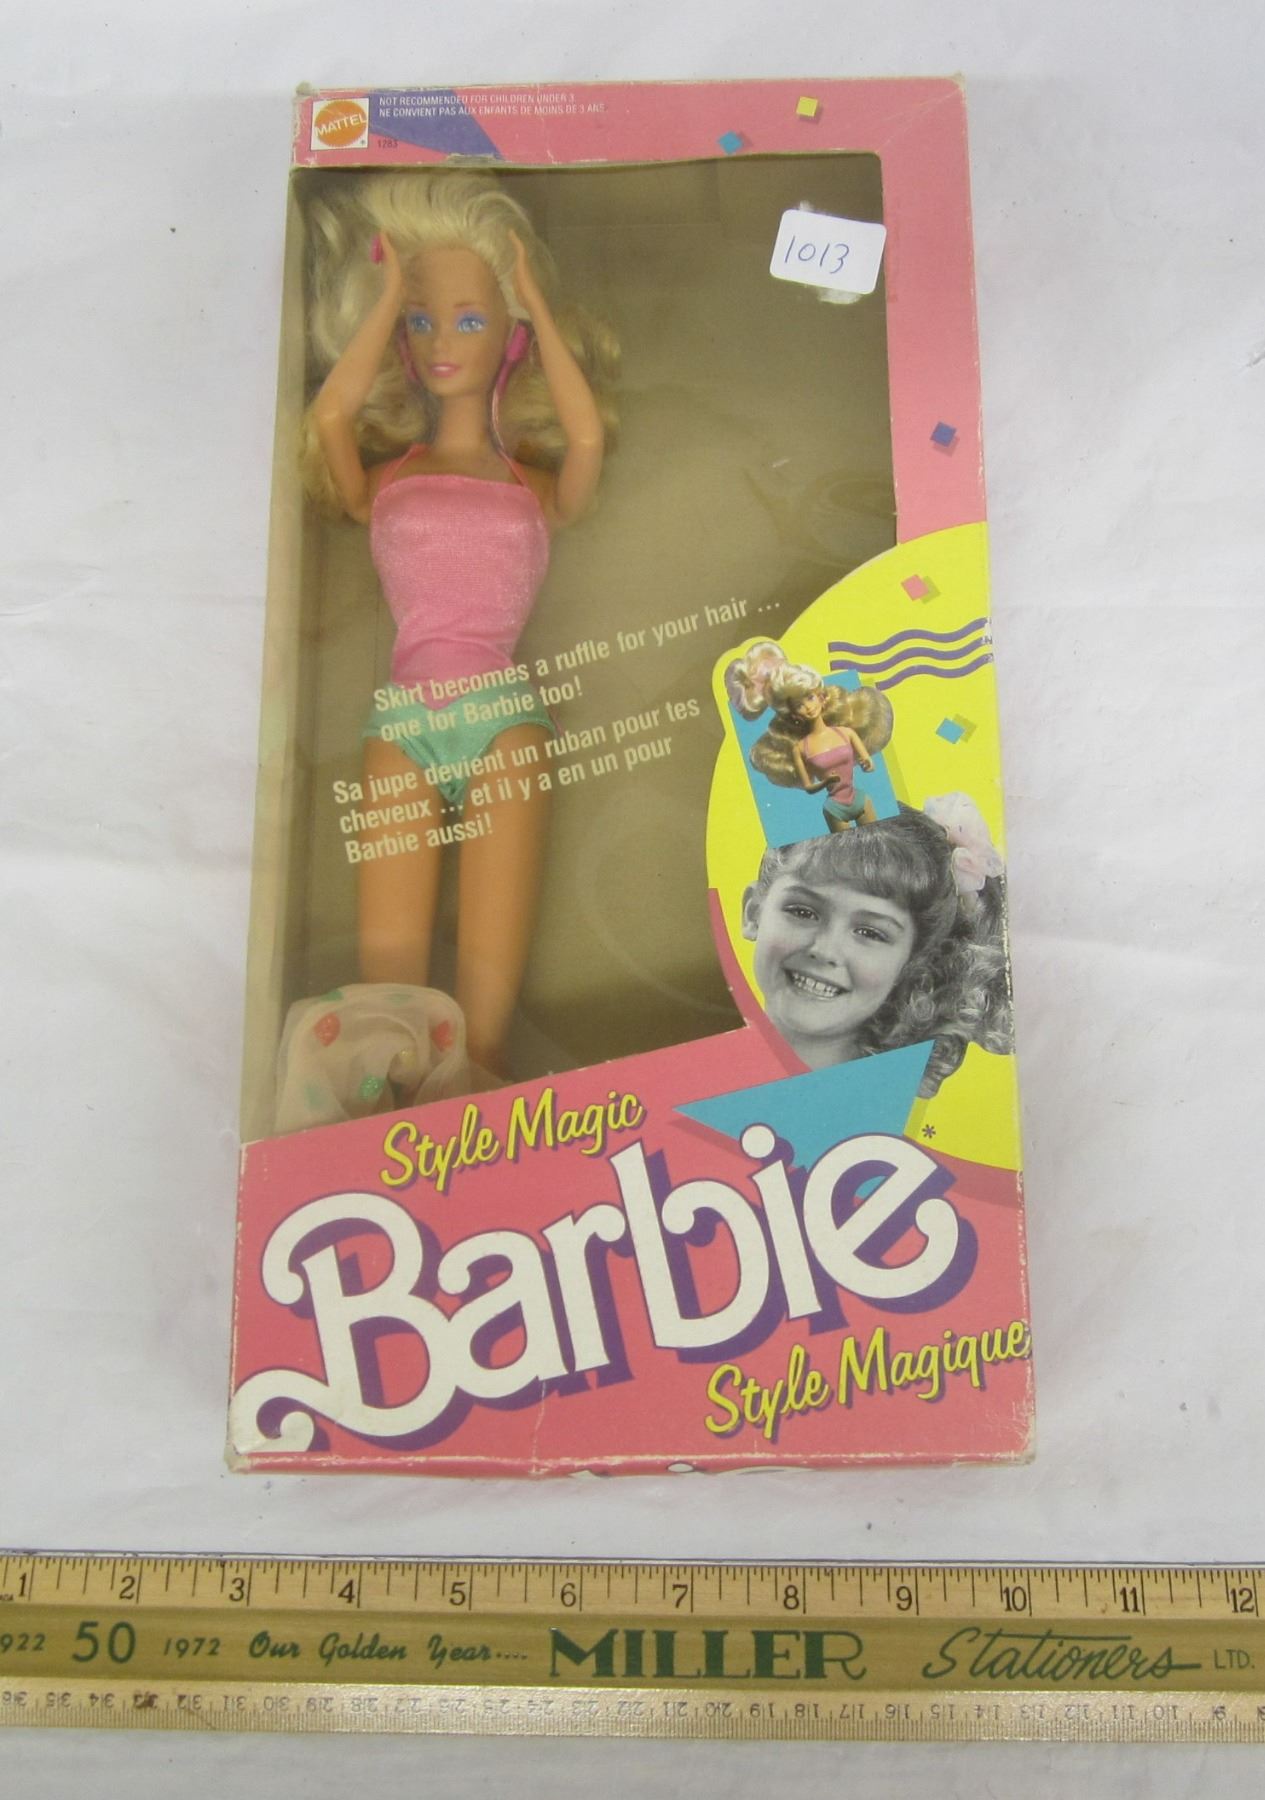 MATTEL
NOT RECOMMENDED FOR CHILDREN UNDER 3
NE CONVIENT PAS AUX ENFANTS DE MOINS DE 3 ANS.
1283
1013
Skirt becomes a ruffle for your hair ...
one for Barbie too!
Sa jupe devient un ruban pour tes
cheveux ... et il y a en un pour
Barbie aussi!
Style Magic
*
Barbie
Style Magique
1 2 3 4 5 6 7 8 9 10 11 12
922 50 1972 Our Golden Year.... MILLER Stationers LTD.